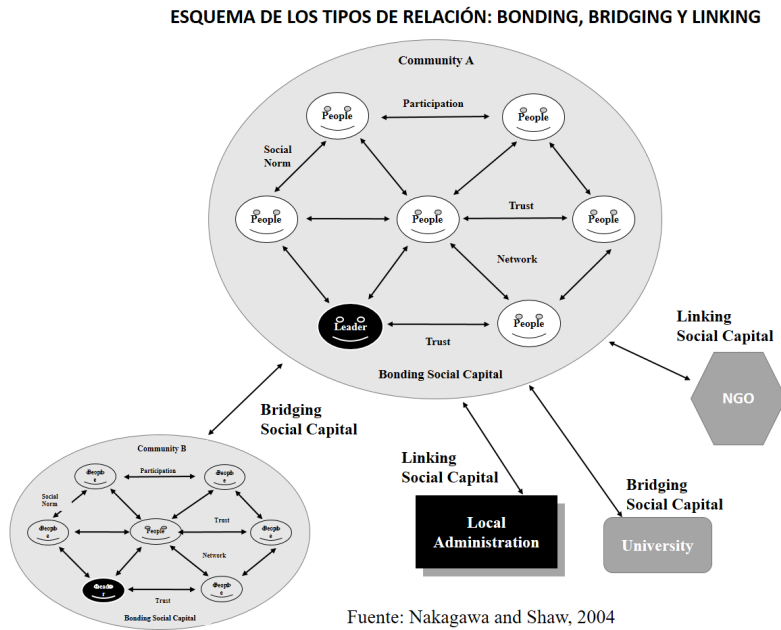 ESQUEMA DE LOS TIPOS DE RELACIÓN: BONDING, BRIDGING Y LINKING
Community A
Participation
People
People
Social
Norm
People
People
Trust
People
Network
Leader
People
Trust
Bonding Social Capital
Linking
Social Capital
NGO
Bridging
Social Capital
Community B
Participation
Social
Norm
People
Trust
Network
Trust
Bonding Social Capital
Linking
Social Capital
Local
Administration
Bridging
Social Capital
University
Fuente: Nakagawa and Shaw, 2004